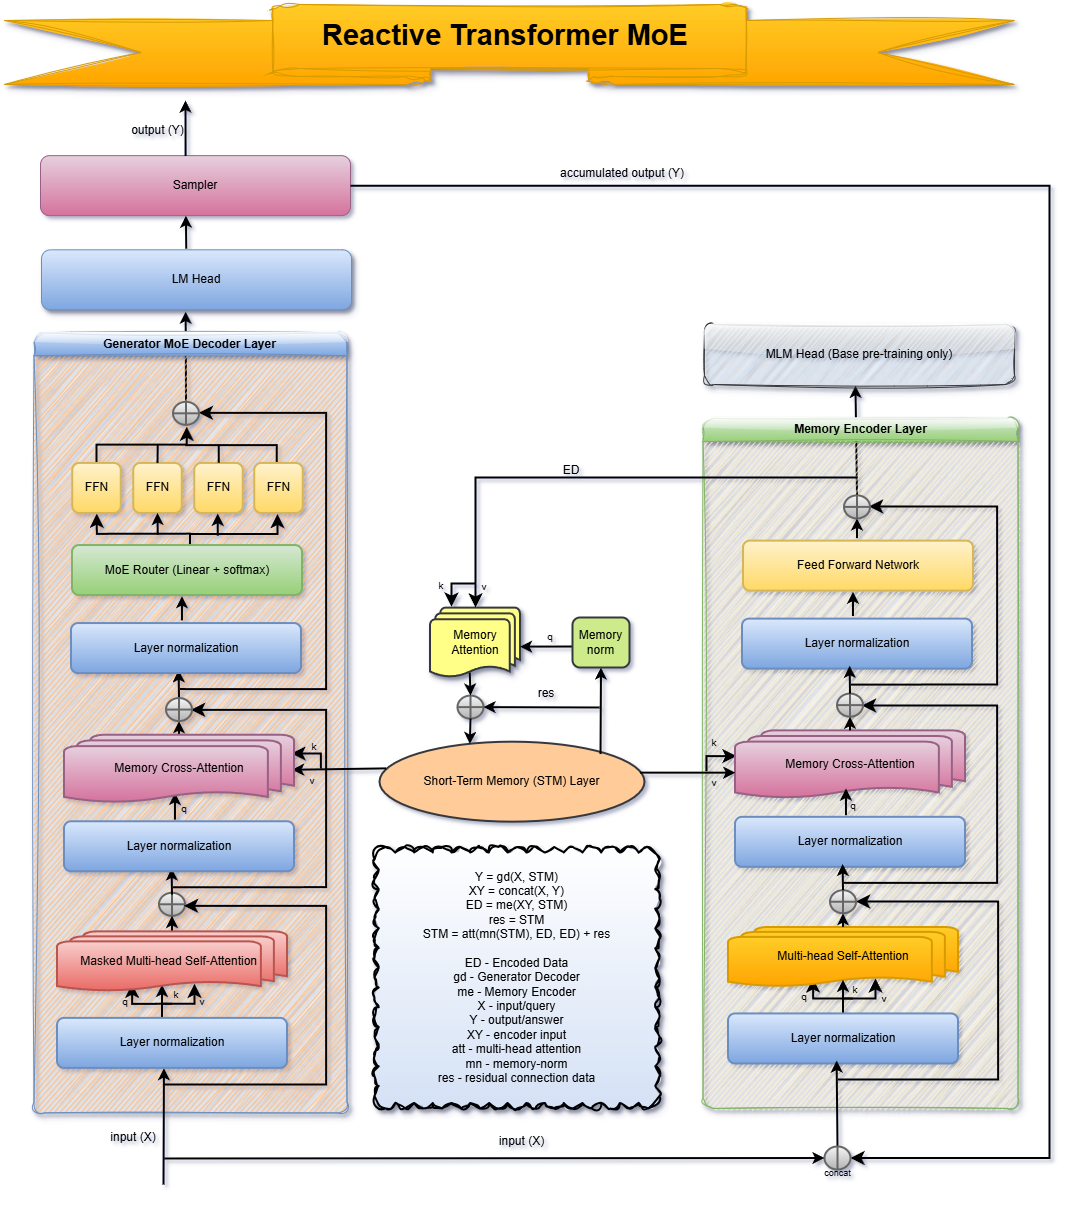 Reactive Transformer MoE
output (Y)
Sampler
accumulated output (Y)
LM Head
Generator MoE Decoder Layer
FFN
FFN
FFN
FFN
MoE Router (Linear + softmax)
Layer normalization
Memory Cross-Attention
k
v
q
Layer normalization
Masked Multi-head Self-Attention
q
k
v
Layer normalization
input (X)
ED
k
v
Memory
Attention
q
Memory
norm
res
Short-Term Memory (STM) Layer
Y = gd(X, STM)
XY = concat(X, Y)
ED = me(XY, STM)
res = STM
STM = att(mn(STM), ED, ED) + res
ED - Encoded Data
gd - Generator Decoder
me - Memory Encoder
X - input/query
Y - output/answer
XY - encoder input
att - multi-head attention
mn - memory-norm
res - residual connection data
input (X)
MLM Head (Base pre-training only)
Memory Encoder Layer
Feed Forward Network
Layer normalization
k
v
Memory Cross-Attention
q
Layer normalization
Multi-head Self-Attention
q
k
v
Layer normalization
concat